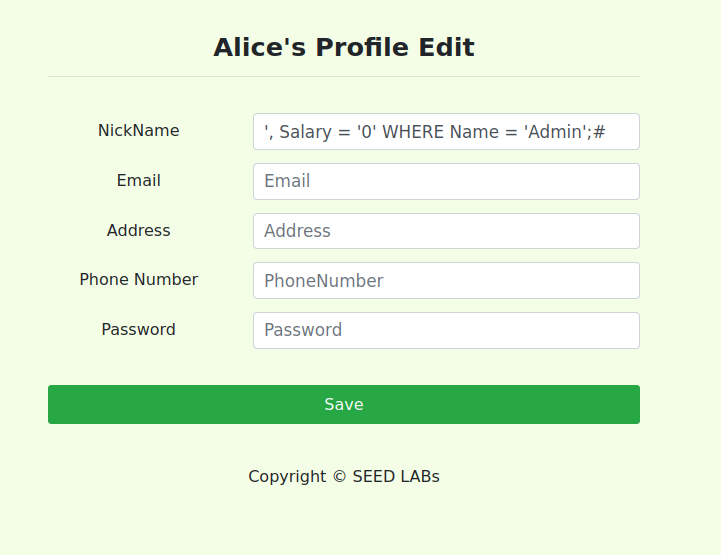 Alice's Profile Edit
NickName
', Salary = '0' WHERE Name = 'Admin';#
Email
Email
Address
Address
Phone Number
PhoneNumber
Password
Password
Save
Copyright © SEED LABs